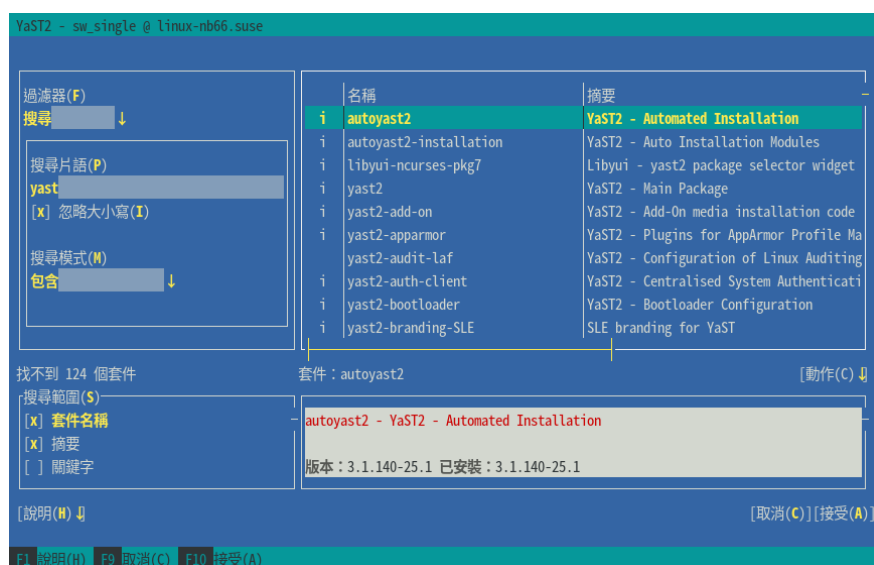 YaST2 - sw_single @ linux-nb66.suse
過濾器(F)
搜尋 ↓
搜尋片語(P)
yast
[x] 忽略大小寫(I)
搜尋模式(M)
包含 ↓
名稱 摘要
i autoyast2 YaST2 - Automated Installation
i autoyast2-installation YaST2 - Auto Installation Modules
i libyui-ncurses-pkg7 Libyui - yast2 package selector widget
i yast2 YaST2 - Main Package
i yast2-add-on YaST2 - Add-On media installation code
i yast2-apparmor YaST2 - Plugins for AppArmor Profile Ma
yast2-audit-laf YaST2 - Configuration of Linux Auditing
i yast2-auth-client YaST2 - Centralised System Authenticati
i yast2-bootloader YaST2 - Bootloader Configuration
i yast2-branding-SLE SLE branding for YaST
找不到 124 個套件
套件：autoyast2 [動作(C)↓]
搜尋範圍(S)
[x] 套件名稱
[x] 摘要
[ ] 關鍵字
autoyast2 - YaST2 - Automated Installation
版本：3.1.140-25.1 已安裝：3.1.140-25.1
[說明(H)↓]
[取消(C)][接受(A)]
F1 說明(H) F9 取消(C) F10 接受(A)